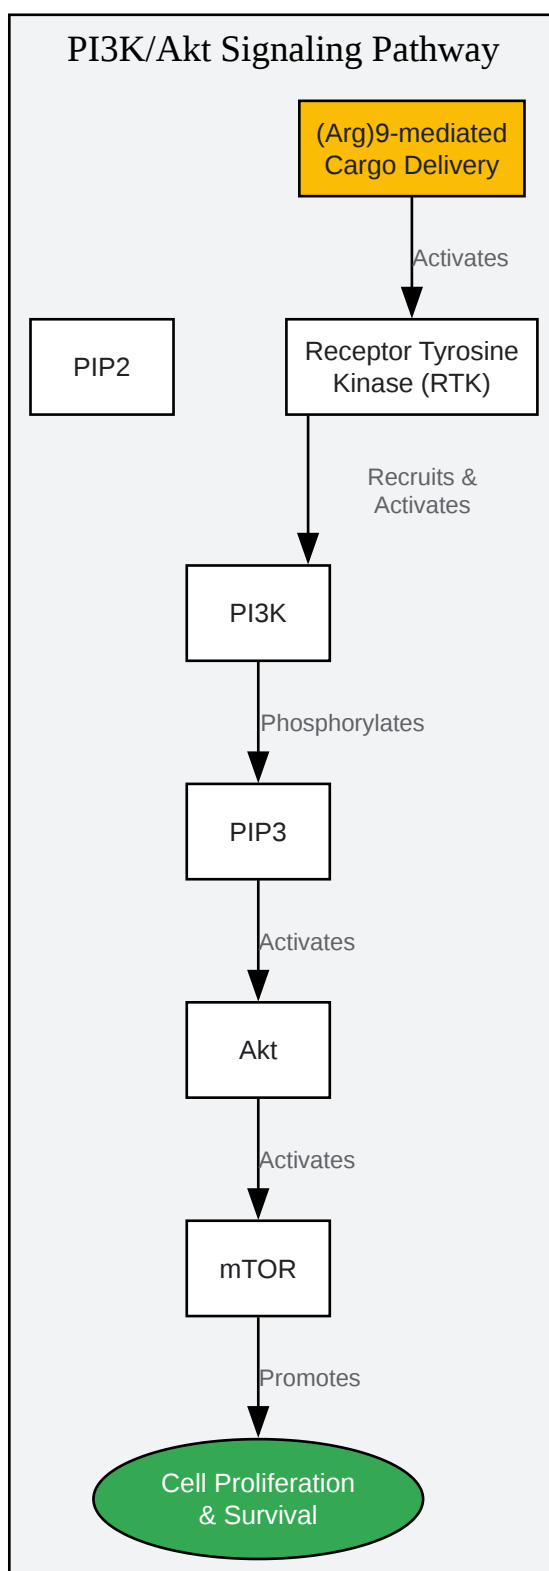 PI3K/Akt Signaling Pathway
(Arg)9-mediated
Cargo Delivery
Activates
PIP2
Receptor Tyrosine
Kinase (RTK)
Recruits &
Activates
PI3K
Phosphorylates
PIP3
Activates
Akt
Activates
mTOR
Promotes
Cell Proliferation
& Survival